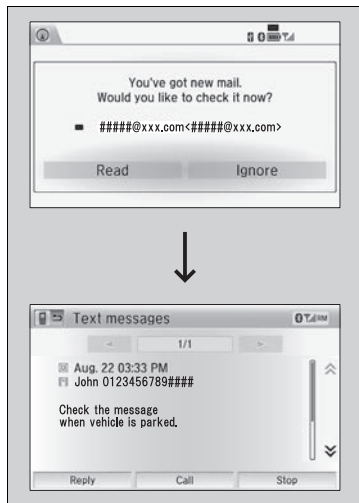 You've got new mail.
Would you like to check it now?
#####@xxx.com<#####@xxx.com>
Read Ignore
Text messages
1/1
Aug. 22 03:33 PM
John 0123456789####
Check the message
when vehicle is parked.
Reply Call Stop